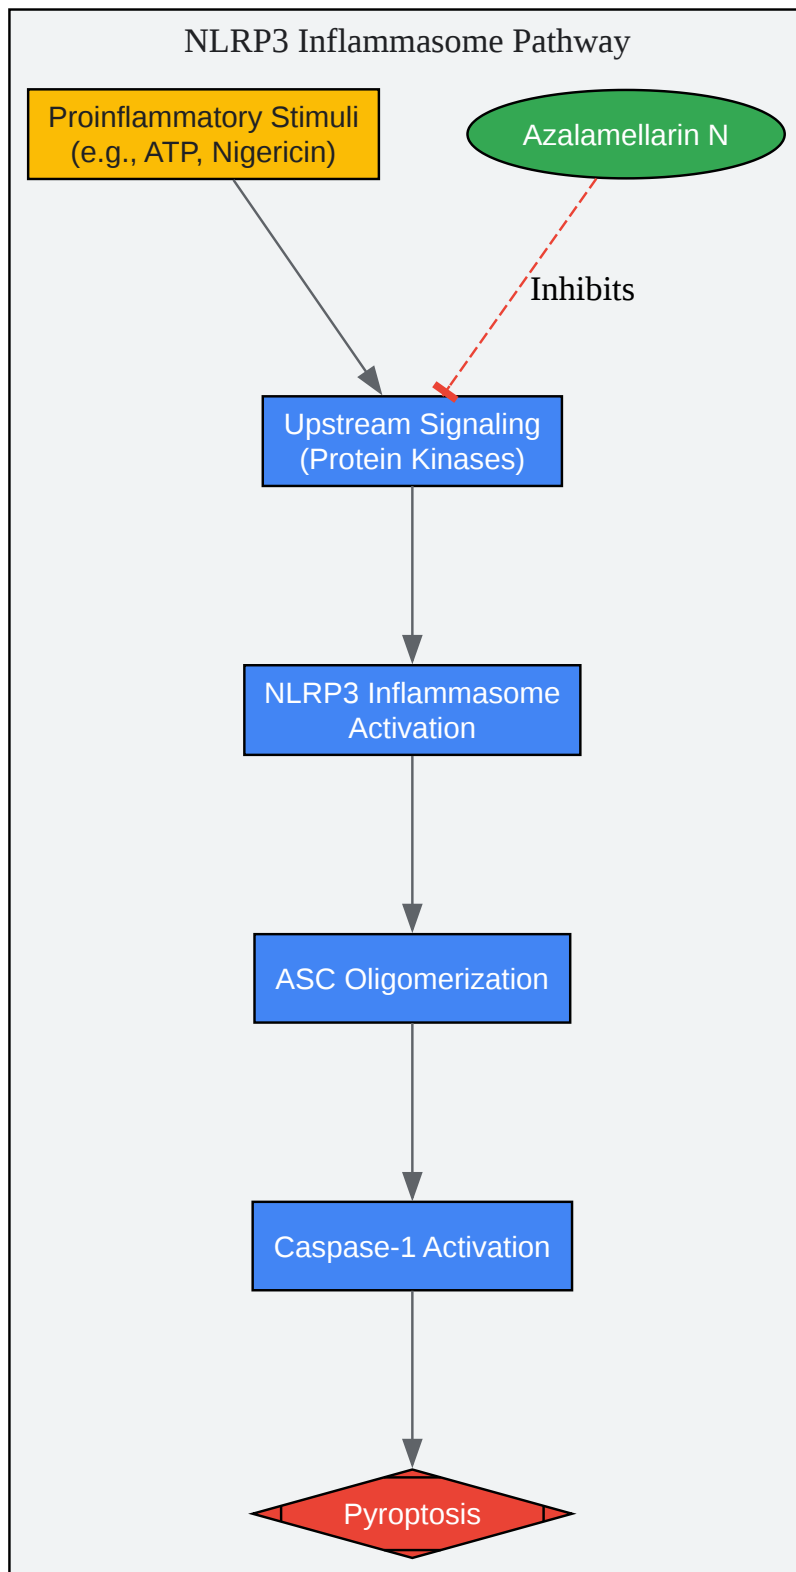 NLRP3 Inflammasome Pathway
Proinflammatory Stimuli
(e.g., ATP, Nigericin)
Azalamellarin N
Inhibits
Upstream Signaling
(Protein Kinases)
NLRP3 Inflammasome
Activation
ASC Oligomerization
Caspase-1 Activation
Pyroptosis